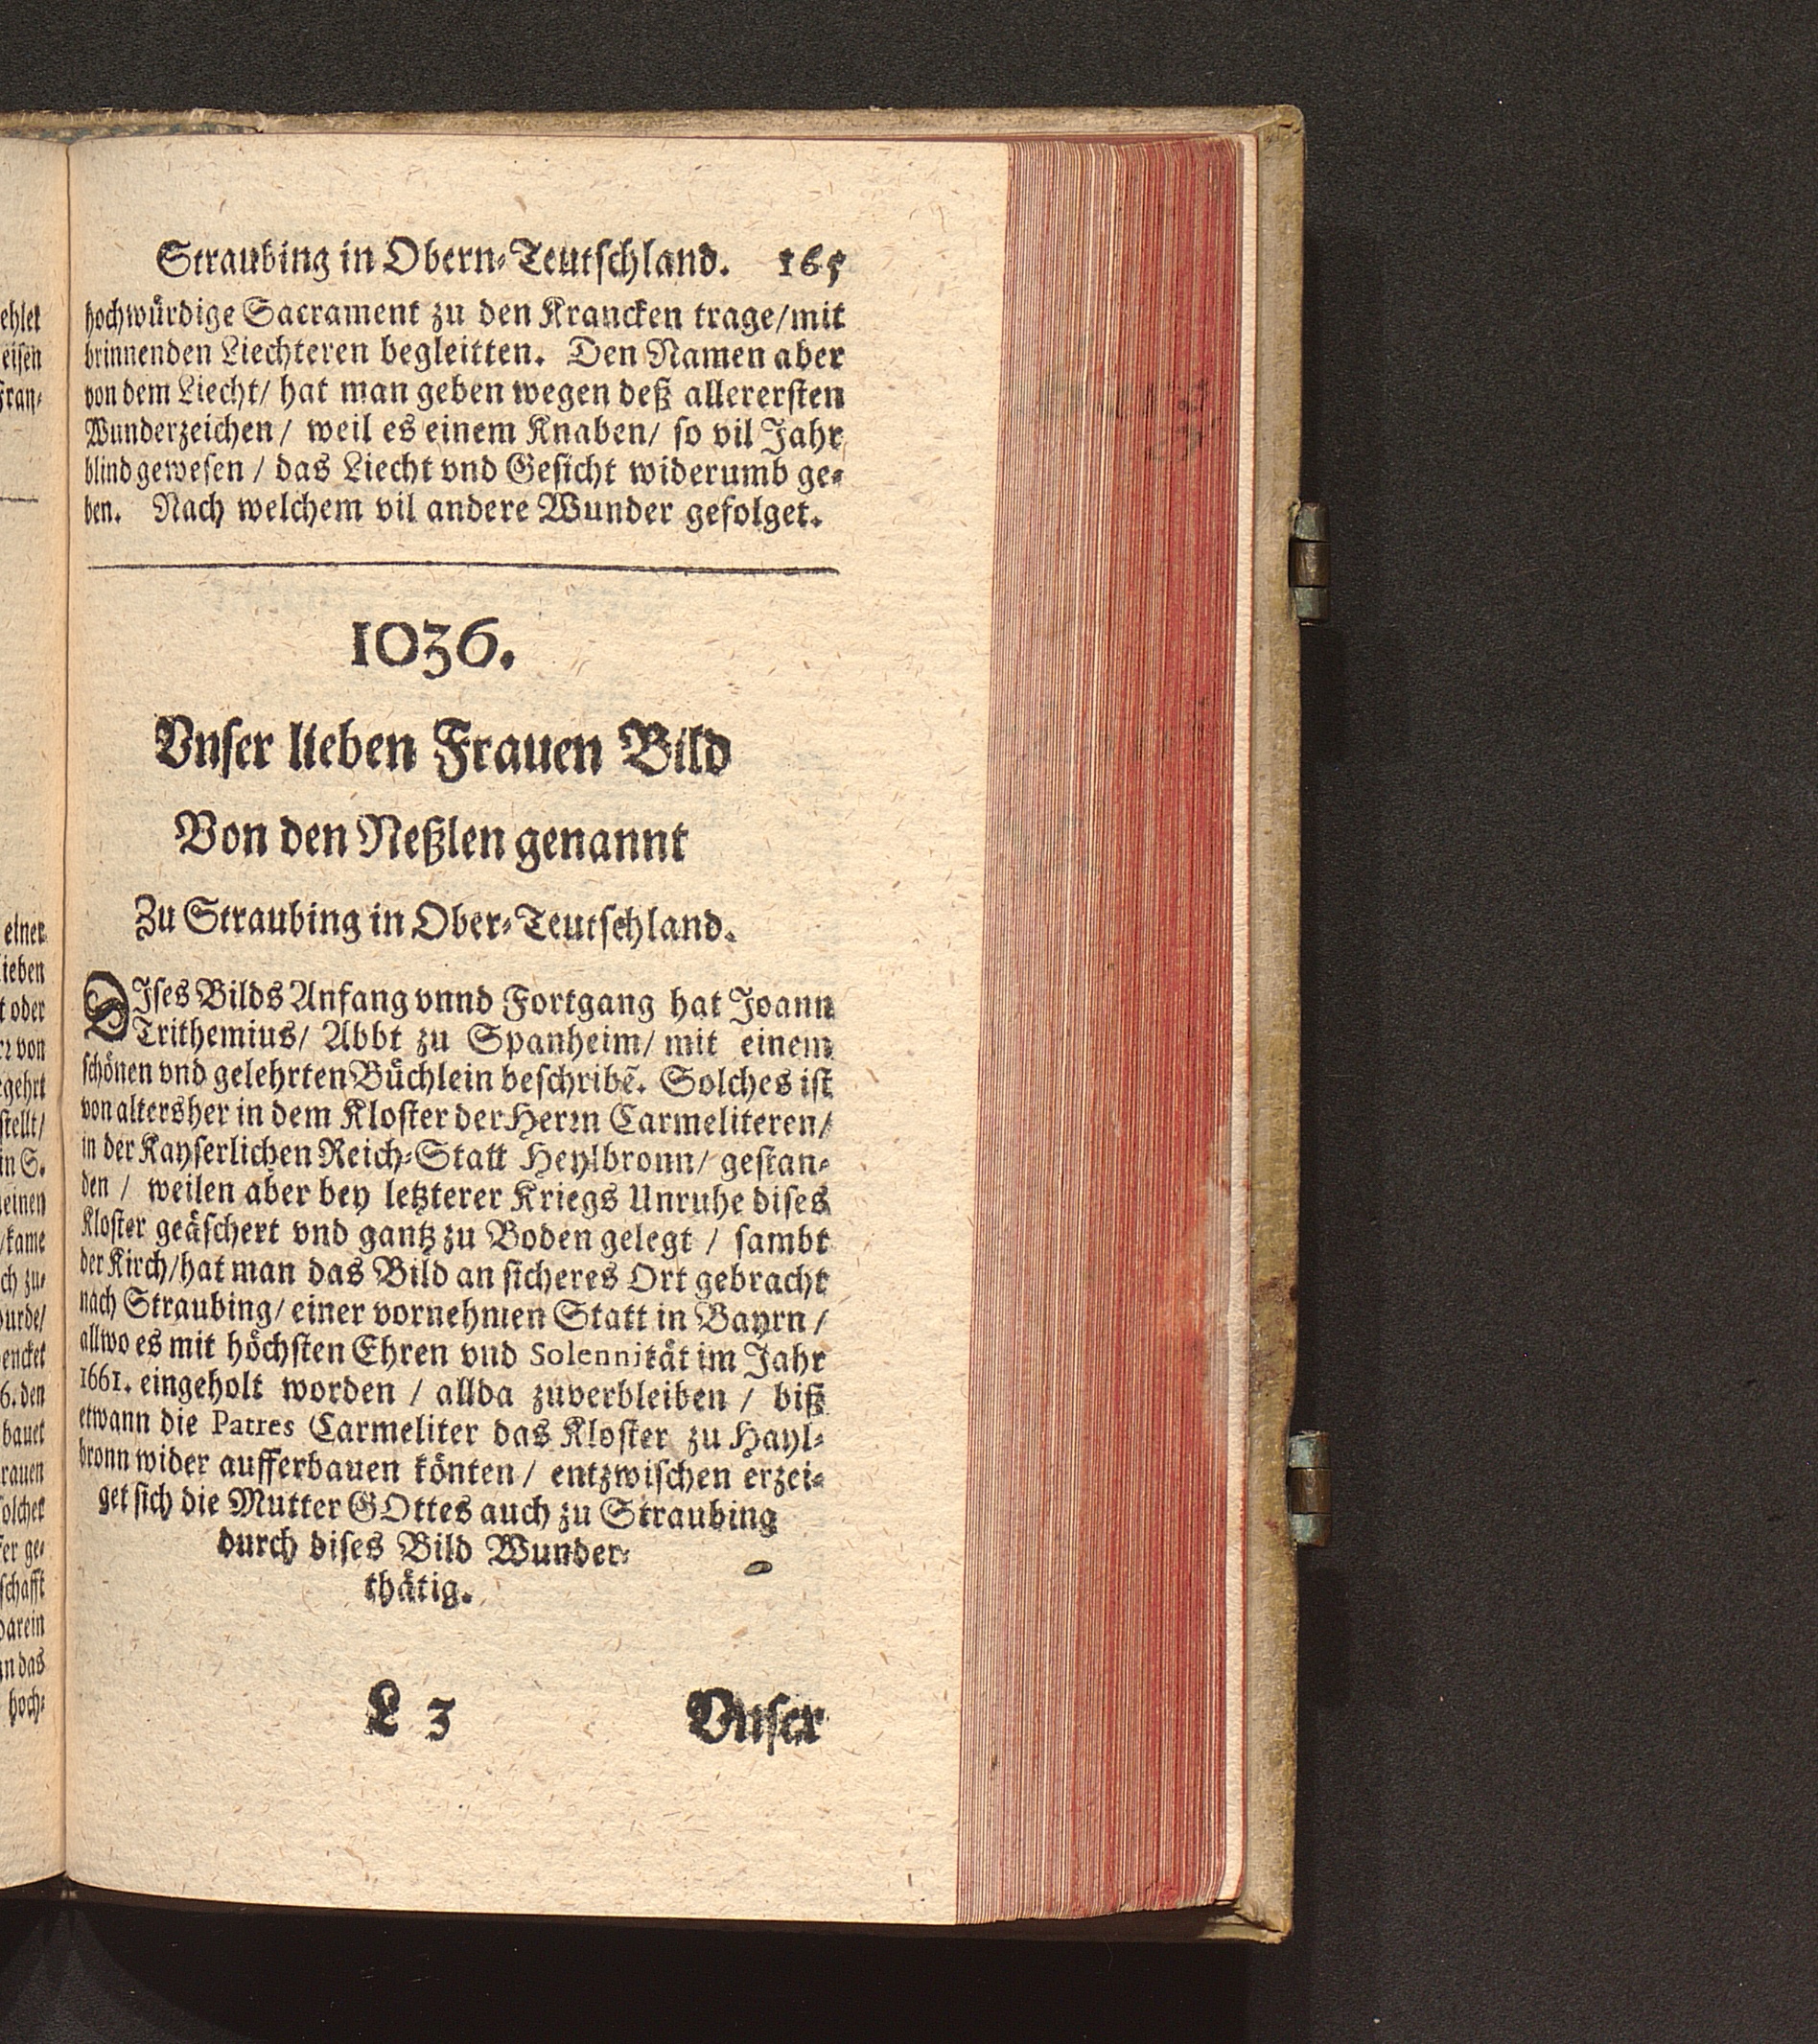 Straubing in Obern-Teutschland. 165
hochwürdige Sacrament zu den Krancken trage/mit
brinnenden Liechteren begleitten. Den Namen aber
von dem Liecht/ hat man geben wegen deß allerersten
Wunderzeichen/ weil es einem Knaben/ so vil Jahr
blind gewesen / das Liecht vnd Gesicht widerumb ge-
ben. Nach welchem vil andere Wunder gefolget.
1036.
Vnser lieben Frauen Bild
Von den Neßlen genannt
Zu Straubing in Ober-Teutschland.
DIses Bilds Anfang vnnd Fortgang hat Joann
Trithemius/ Abbt zu Spanheim/ mit einem
schönen vnd gelehrten Büchlein beschribē. Solches ist
von altersher in dem Kloster der Herrn Carmeliteren/
in der Kayserlichen Reich-Statt Heylbronn/ gestan-
den / weilen aber bey letzterer Kriegs Unruhe dises
Kloster geäschert vnd gantz zu Boden gelegt / sambt
der Kirch/hat man das Bild an sicheres Ort gebracht
nach Straubing/ einer vornehmen Statt in Bayrn /
allwo es mit höchsten Ehren vnd Solennität im Jahr
1661. eingeholt worden / allda zuverbleiben / biß
etwann die Patres Carmeliter das Kloster zu Hayl-
bronn wider aufferbauen könten / entzwischen erzei-
get sich die Mutter GOttes auch zu Straubing
durch dises Bild Wunder-
thätig.
L 3 Vnser